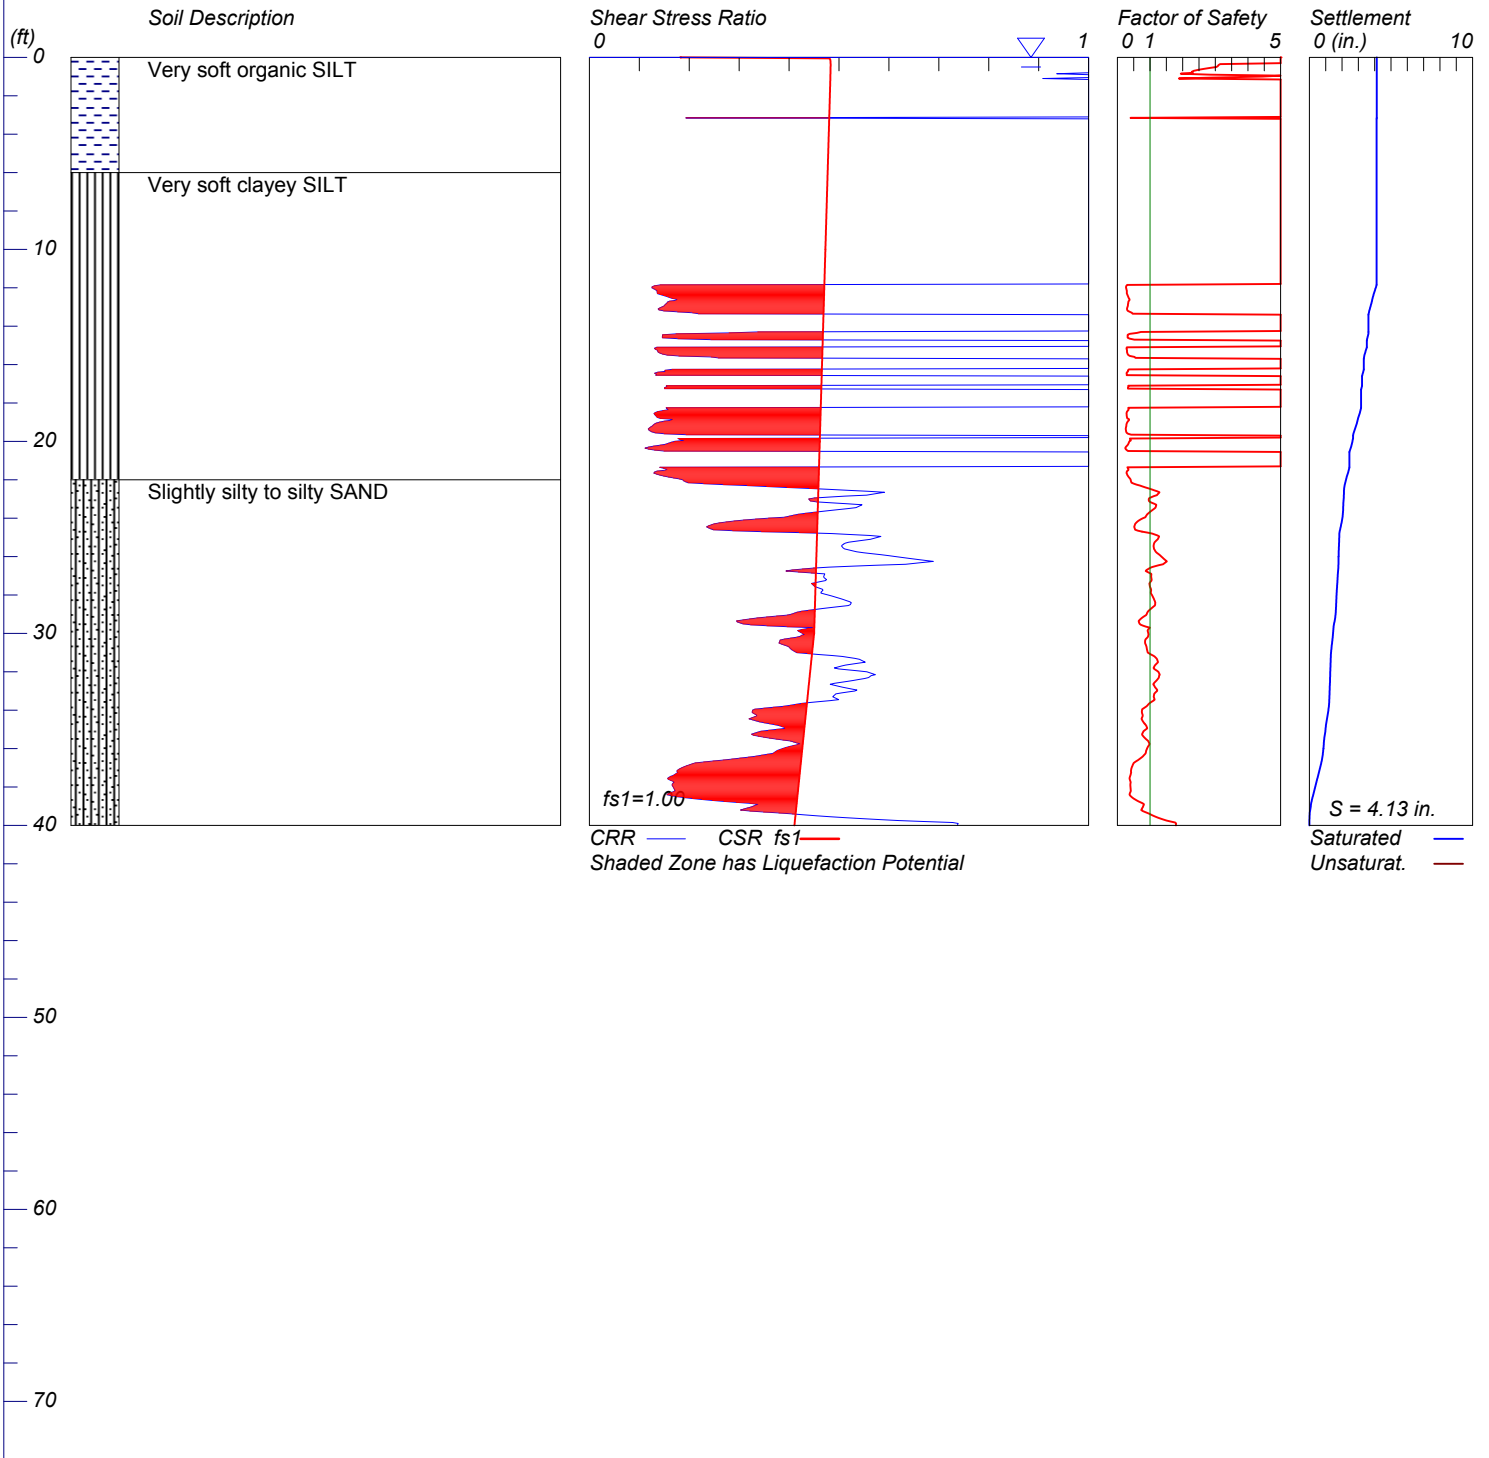 Soil Description Shear Stress Ratio Factor of Safety Settlement
(ft) 0 1 0 1 5 0 (in.) 10
0
Very soft organic SILT
Very soft clayey SILT
10
20
Slightly silty to silty SAND
30
fs1=1.00
S = 4.13 in.
40
CRR CSR fs1 Saturated
Shaded Zone has Liquefaction Potential Unsaturat.
50
60
70